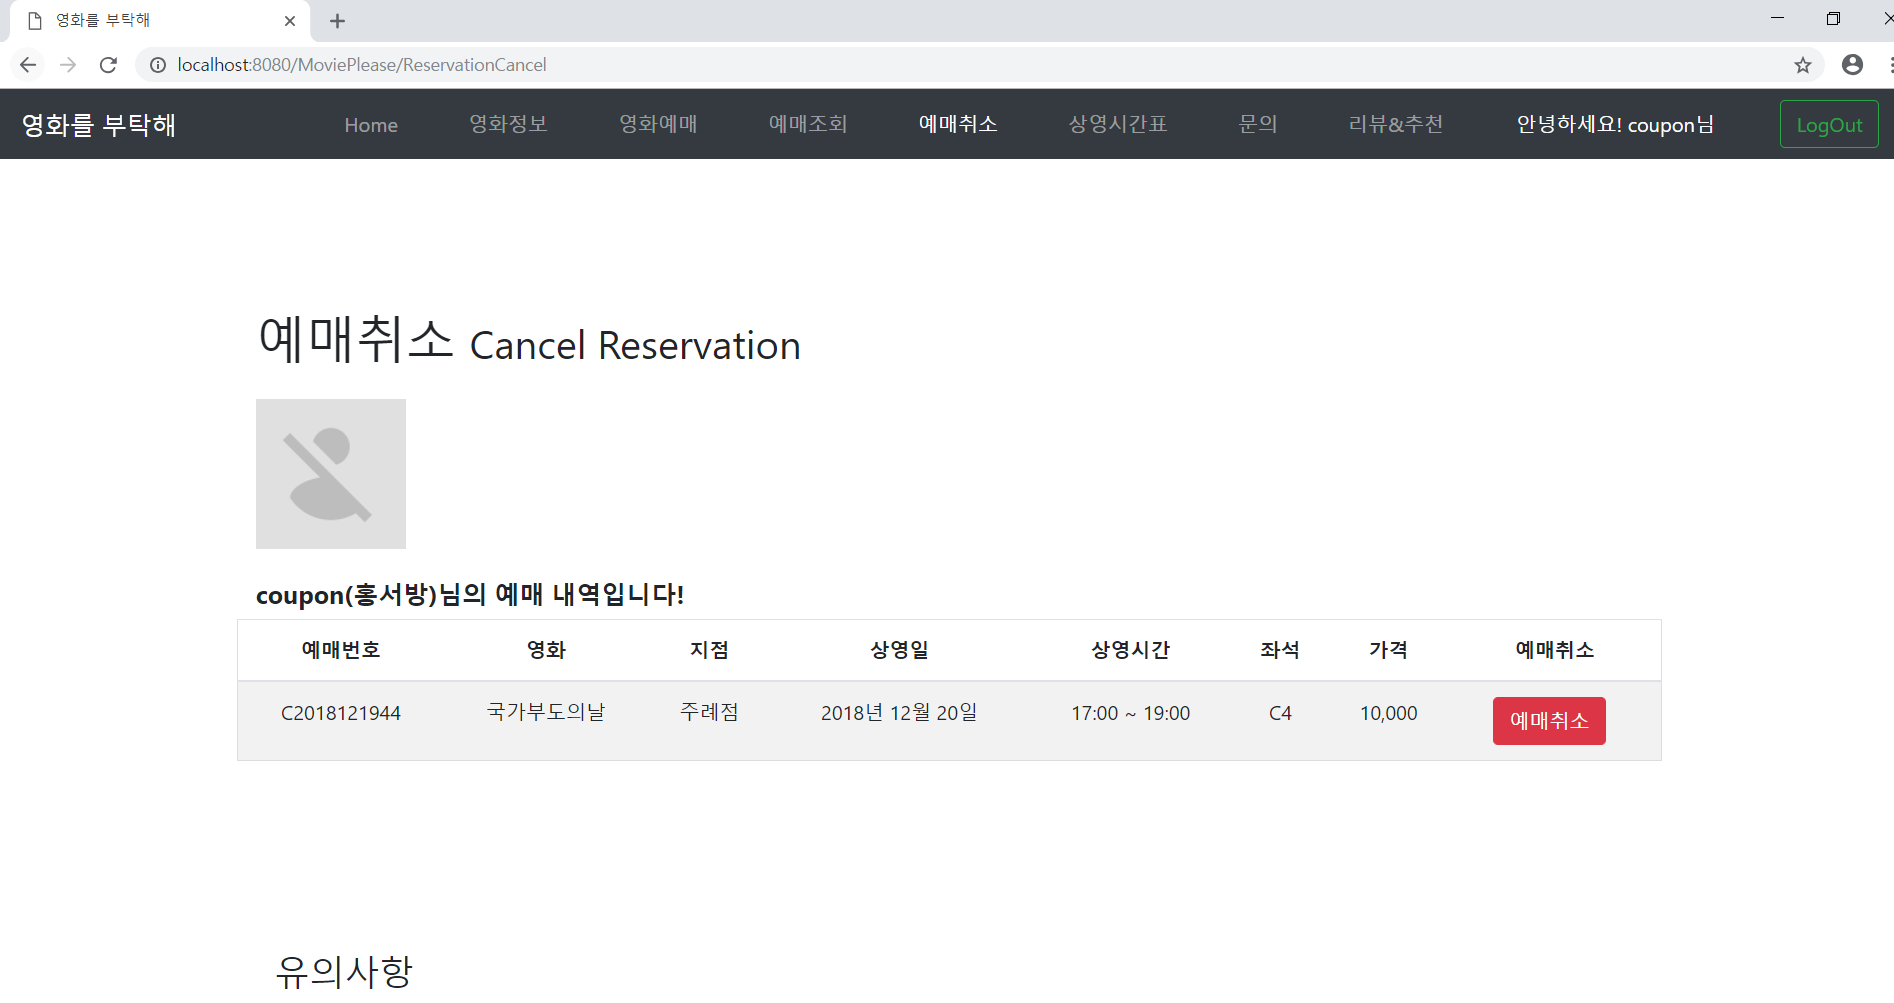 영화를 부탁해
localhost:8080/MoviePlease/ReservationCancel
영화를 부탁해 Home 영화정보 영화예매 예매조회 예매취소 상영시간표 문의 리뷰&추천 안녕하세요! coupon님 LogOut
예매취소 Cancel Reservation
coupon(홍서방)님의 예매 내역입니다!
예매번호 영화 지점 상영일 상영시간 좌석 가격 예매취소
C2018121944 국가부도의날 주례점 2018년 12월 20일 17:00 ~ 19:00 C4 10,000 예매취소
유의사항